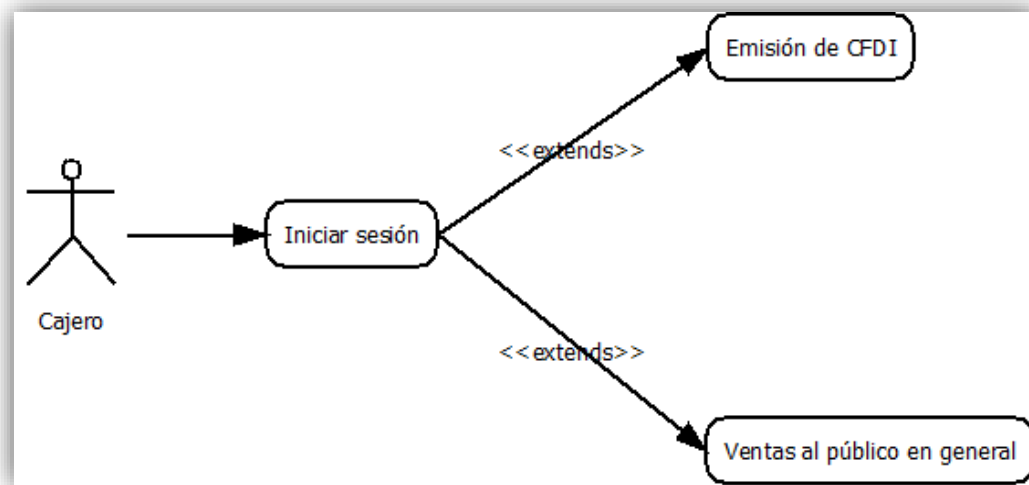 Emisión de CFDI
<<extends>>
Iniciar sesión
Cajero
<<extends>>
Ventas al público en general